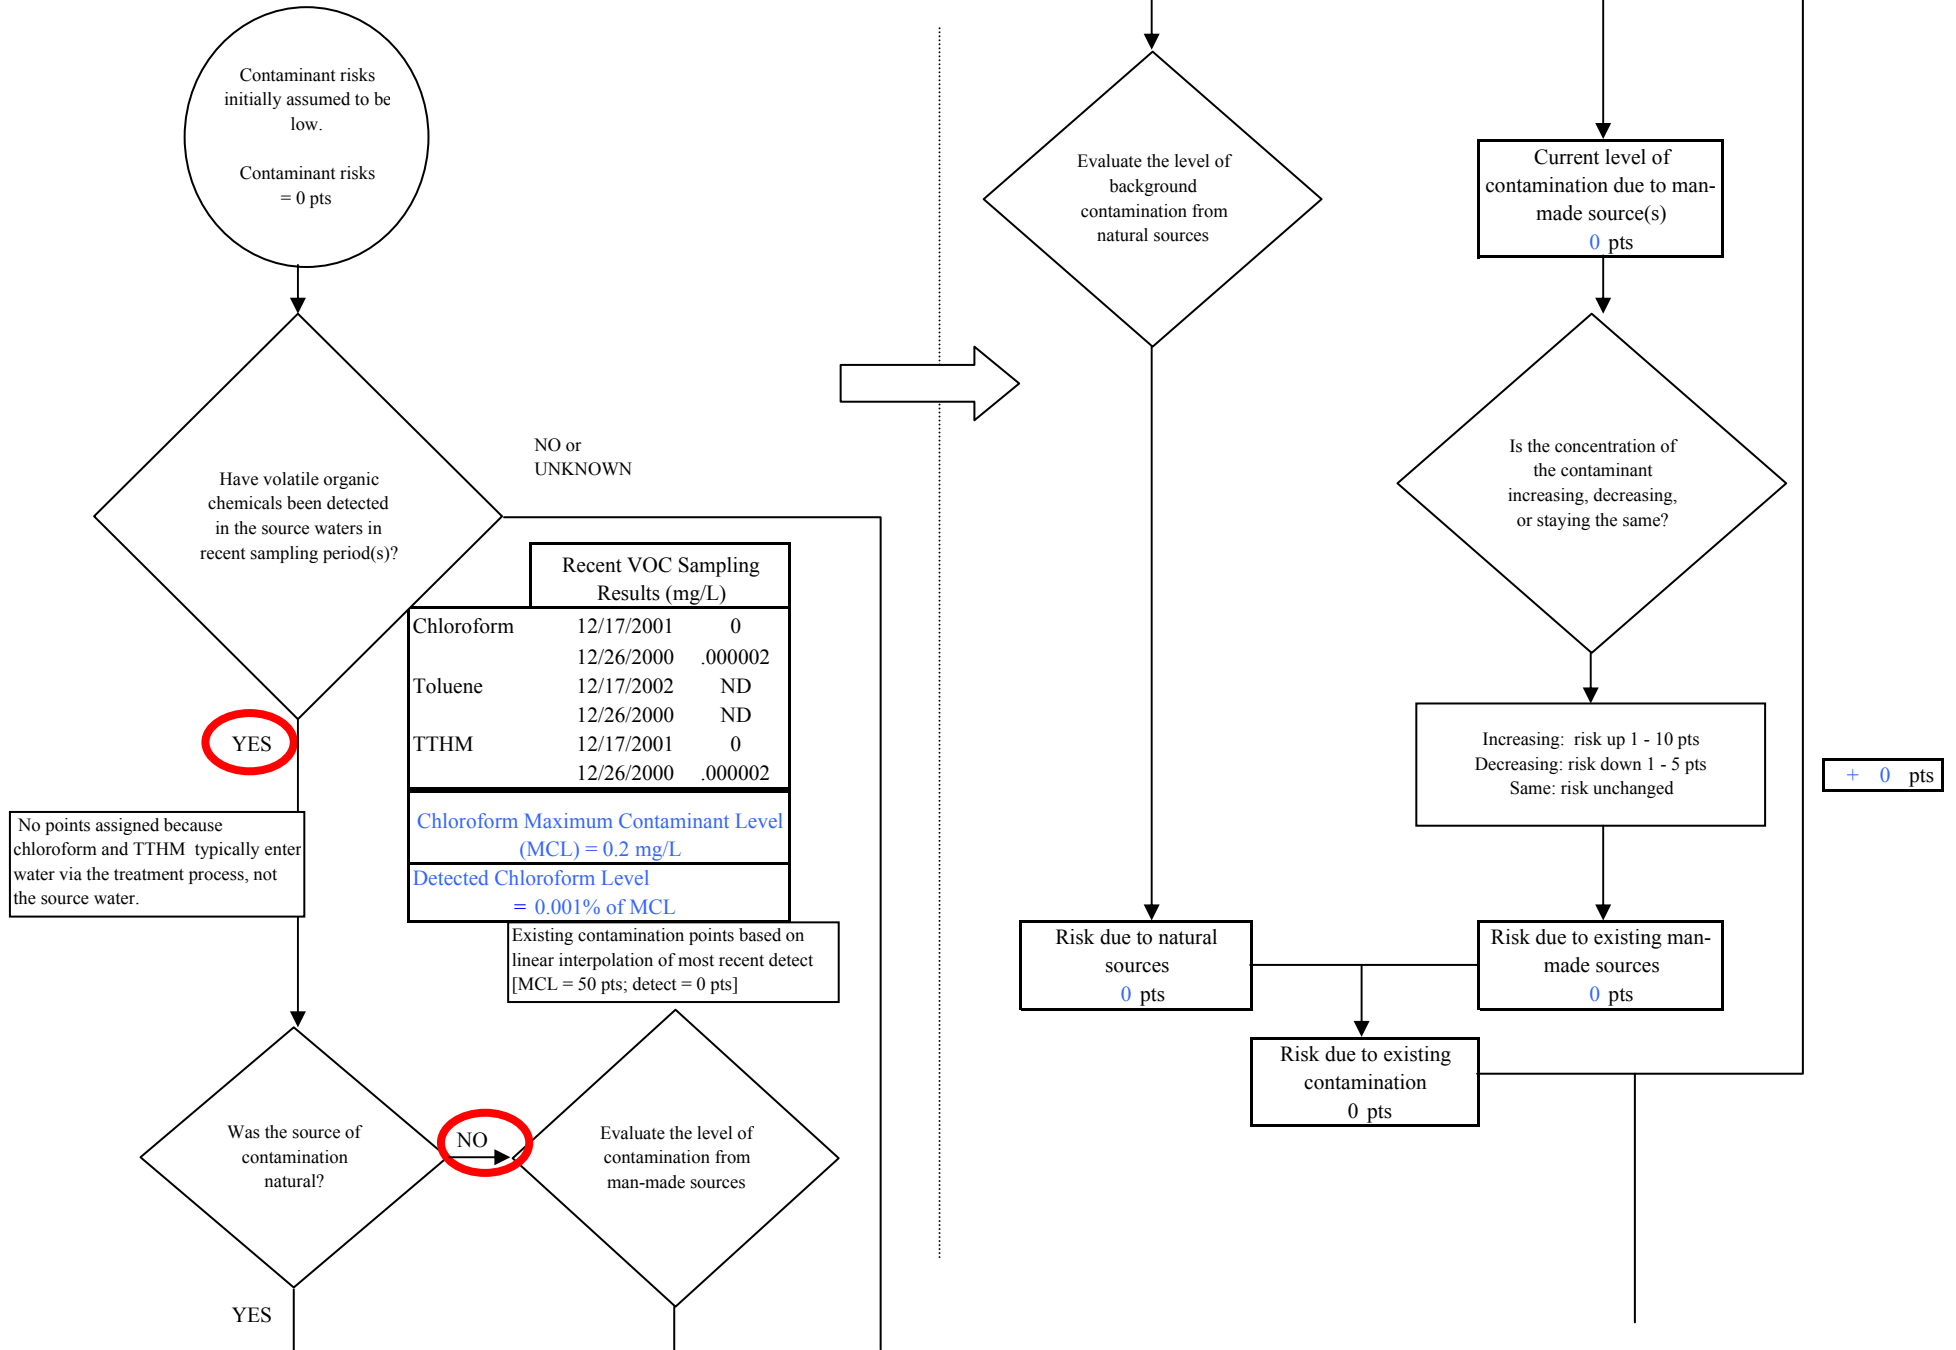 Contaminant risks
initially assumed to be
low.
Contaminant risks
= 0 pts
Have volatile organic
chemicals been detected
in the source waters in
recent sampling period(s)?
NO or
UNKNOWN
Recent VOC Sampling
Results (mg/L)
Chloroform 12/17/2001 0
12/26/2000 .000002
Toluene 12/17/2002 ND
12/26/2000 ND
TTHM 12/17/2001 0
12/26/2000 .000002
Chloroform Maximum Contaminant Level
(MCL) = 0.2 mg/L
Detected Chloroform Level
= 0.001% of MCL
YES
No points assigned because
chloroform and TTHM typically enter
water via the treatment process, not
the source water.
Existing contamination points based on
linear interpolation of most recent detect
[MCL = 50 pts; detect = 0 pts]
Was the source of
contamination
natural?
NO
Evaluate the level of
contamination from
man-made sources
YES
Evaluate the level of
background
contamination from
natural sources
Current level of
contamination due to man-
made source(s)
0 pts
Is the concentration of
the contaminant
increasing, decreasing,
or staying the same?
Increasing: risk up 1 - 10 pts
Decreasing: risk down 1 - 5 pts
Same: risk unchanged
+ 0 pts
Risk due to natural
sources
0 pts
Risk due to existing man-
made sources
0 pts
Risk due to existing
contamination
0 pts